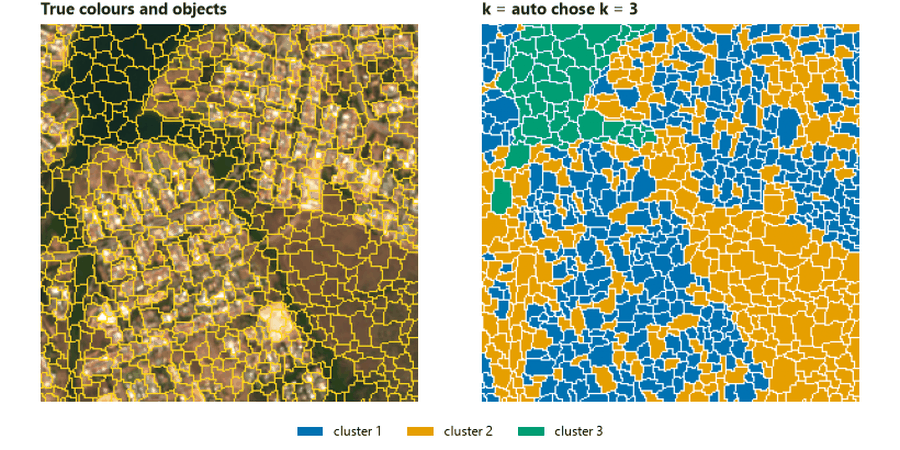 True colours and objects
k = auto chose k = 3
cluster 1
cluster 2
cluster 3